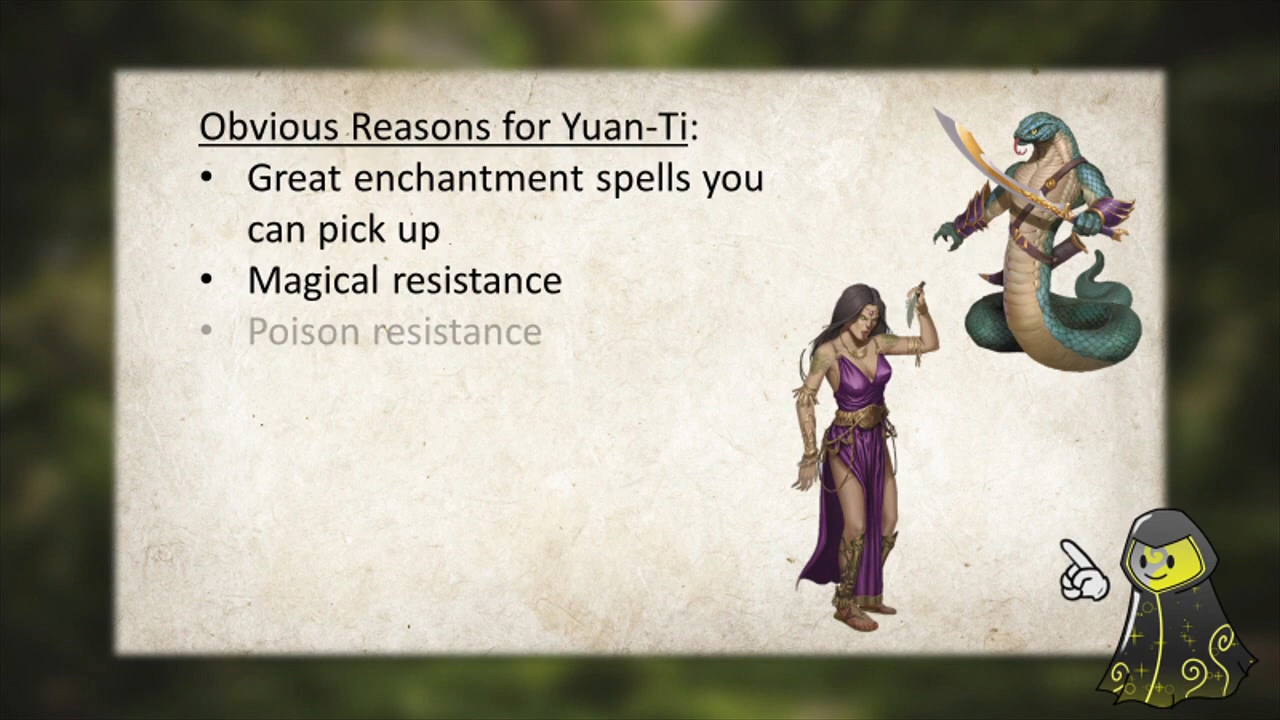 Obvious Reasons for Yuan-Ti:
• Great enchantment spells you
can pick up
• Magical resistance
• Poison resistance